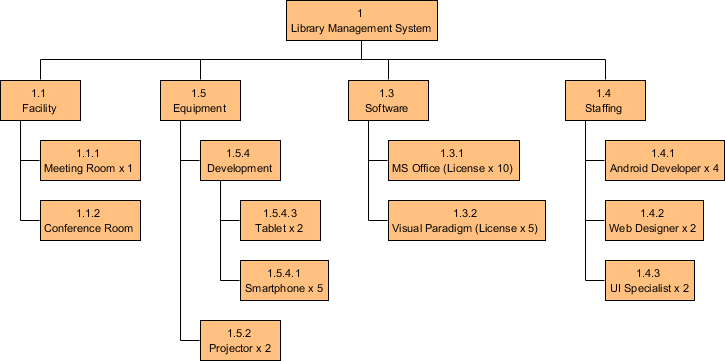 1
Library Management System
1.1
Facility
1.1.1
Meeting Room x 1
1.1.2
Conference Room
1.5
Equipment
1.5.4
Development
1.5.4.3
Tablet x 2
1.5.4.1
Smartphone x 5
1.5.2
Projector x 2
1.3
Software
1.3.1
MS Office (License x 10)
1.3.2
Visual Paradigm (License x 5)
1.4
Staffing
1.4.1
Android Developer x 4
1.4.2
Web Designer x 2
1.4.3
UI Specialist x 2